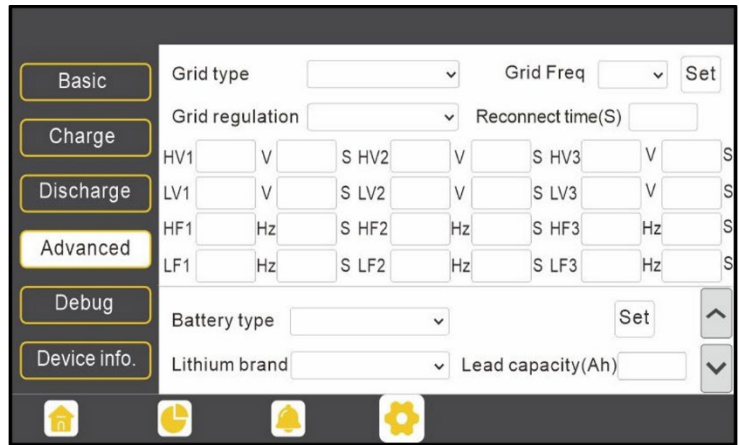 Basic
Charge
Discharge
Advanced
Debug
Device info.
Grid type Grid Freq Set
Grid regulation Reconnect time(S)
HV1 V S HV2 V S HV3 V S
LV1 V S LV2 V S LV3 V S
HF1 Hz S HF2 Hz S HF3 Hz S
LF1 Hz S LF2 Hz S LF3 Hz S
Battery type Set
Lithium brand Lead capacity(Ah)